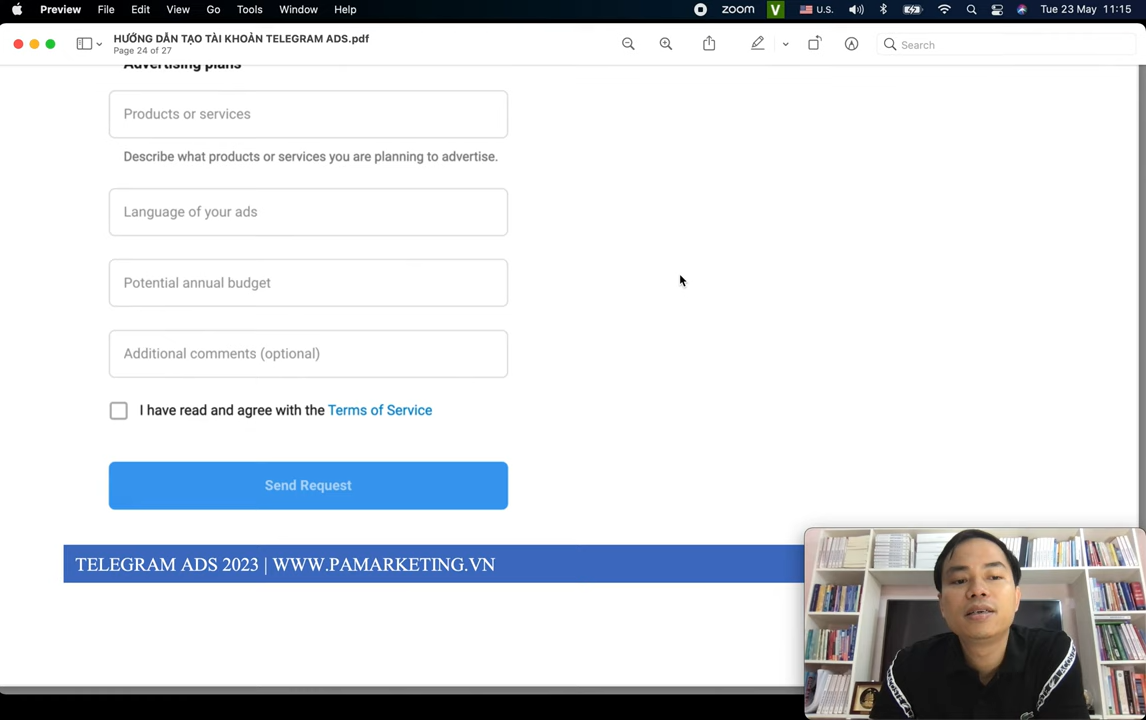 Preview File Edit View Go Tools Window Help zoom V U.S. Tue 23 May 11:15
HƯỚNG DẪN TẠO TÀI KHOẢN TELEGRAM ADS.pdf
Page 24 of 27
Search
Advertising plans
Products or services
Describe what products or services you are planning to advertise.
Language of your ads
Potential annual budget
Additional comments (optional)
I have read and agree with the Terms of Service
Send Request
TELEGRAM ADS 2023 | WWW.PAMARKETING.VN